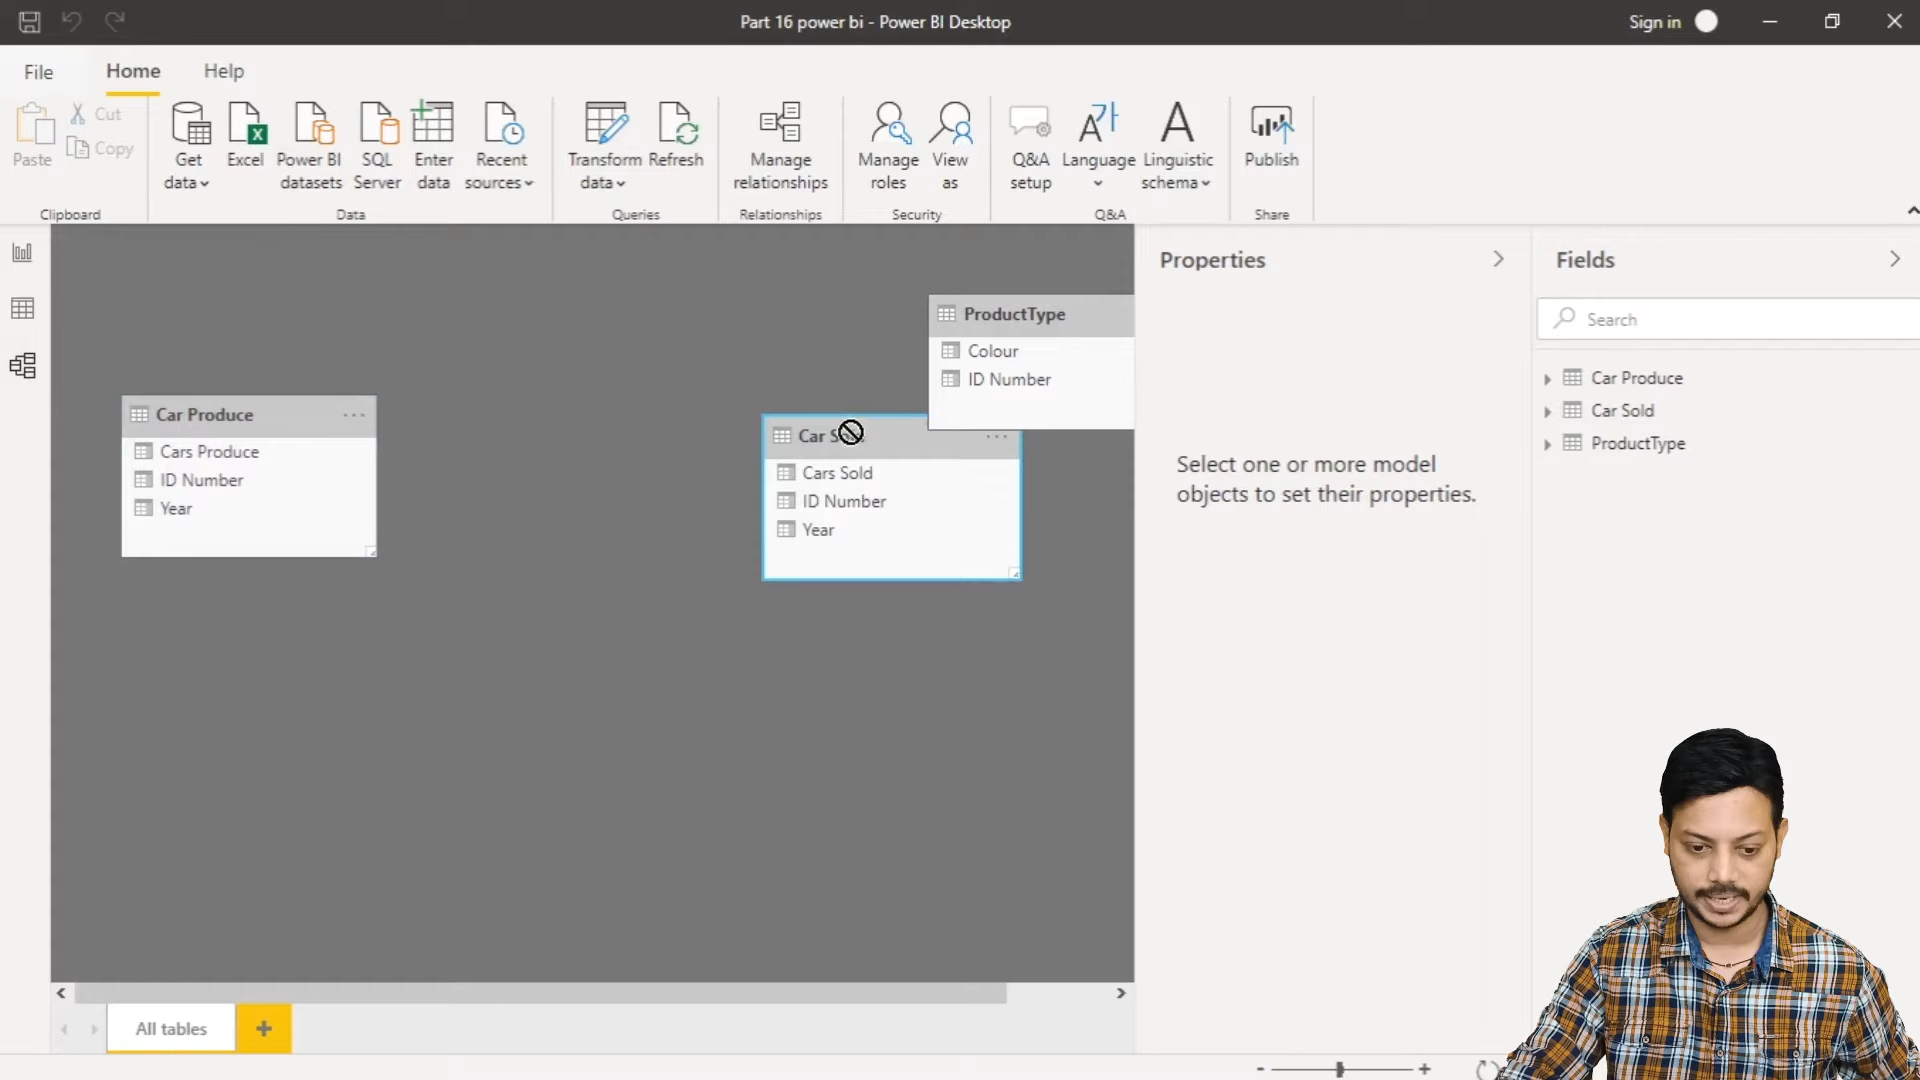 Part 16 power bi - Power BI Desktop
Sign in
File
Home
Help
Paste
Cut
Copy
Clipboard
Get data
Excel
Power BI datasets
SQL Server
Enter data
Recent sources
Data
Transform data
Refresh
Queries
Manage relationships
Relationships
Manage roles
View as
Security
Q&A setup
Language
Linguistic schema
Q&A
Publish
Share
Car Produce
Cars Produce
ID Number
Year
Car
Cars Sold
ID Number
Year
ProductType
Colour
ID Number
Properties
Select one or more model
objects to set their properties.
Fields
Search
Car Produce
Car Sold
ProductType
All tables